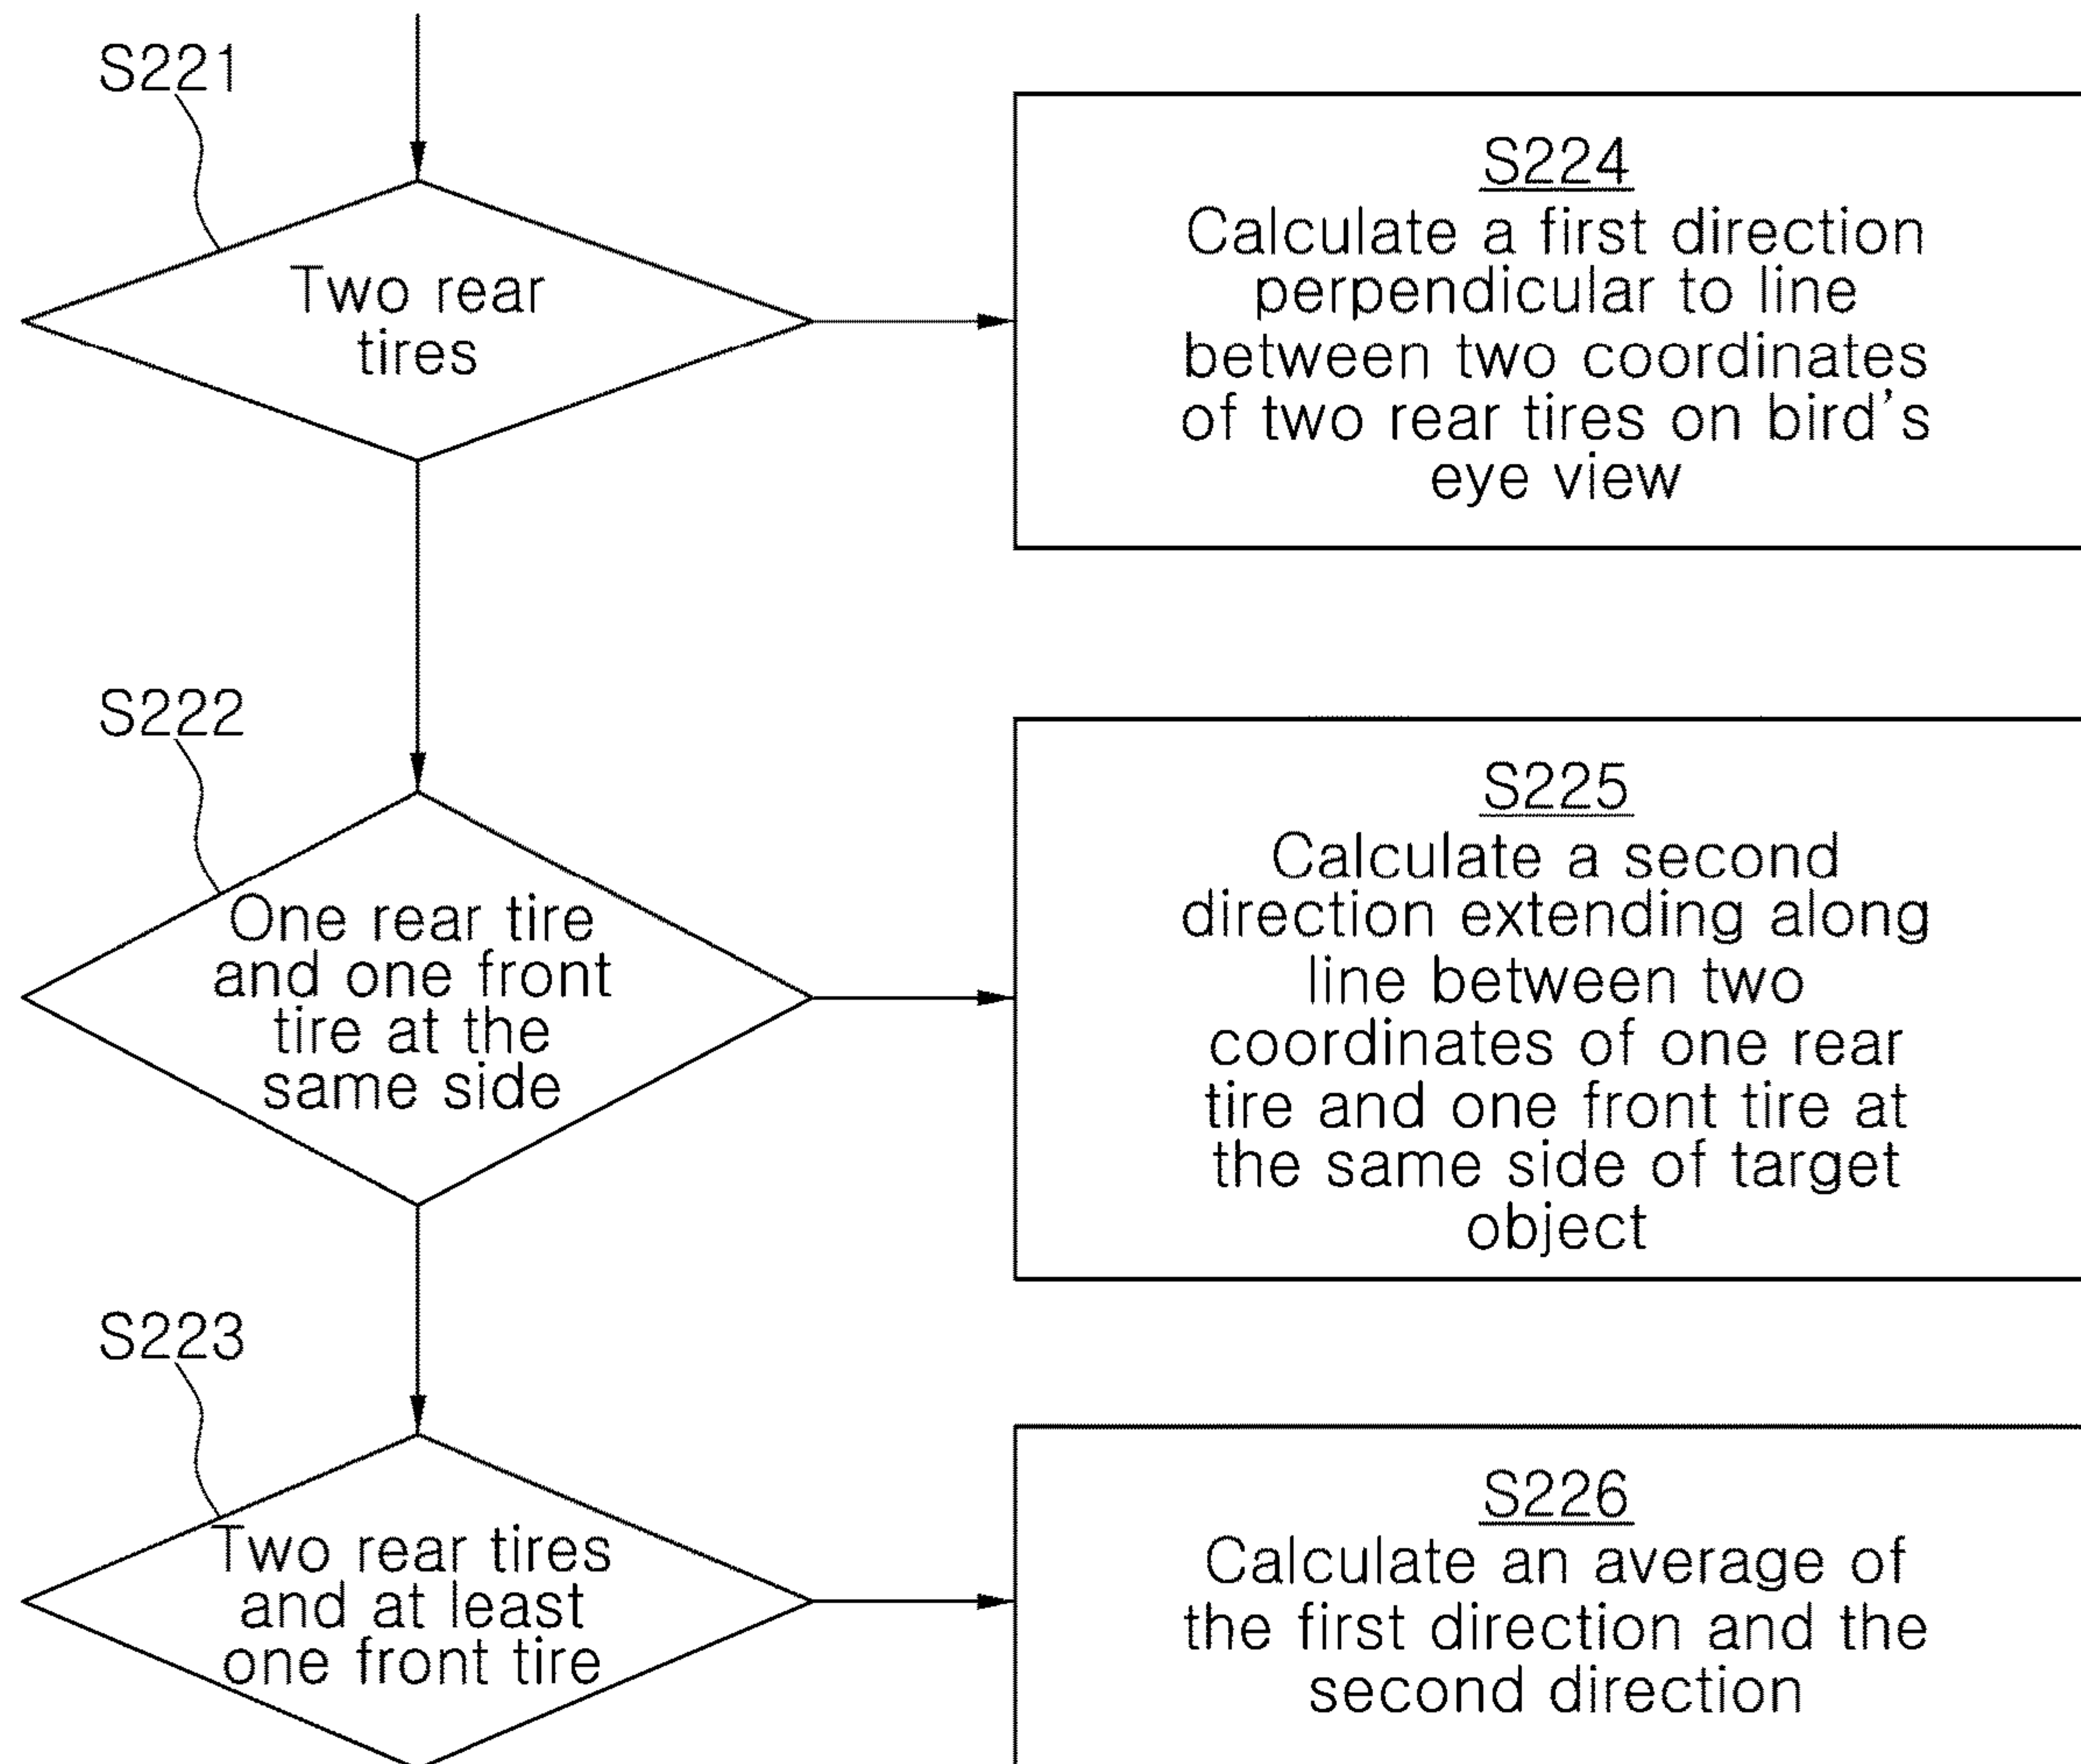 S221
Two rear
tires
S224
Calculate a first direction
perpendicular to line
between two coordinates
of two rear tires on bird's
eye view
S222
One rear tire
and one front
tire at the
same side
S225
Calculate a second
direction extending along
line between two
coordinates of one rear
tire and one front tire at
the same side of target
object
S223
Two rear tires
and at least
one front tire
S226
Calculate an average of
the first direction and the
second direction